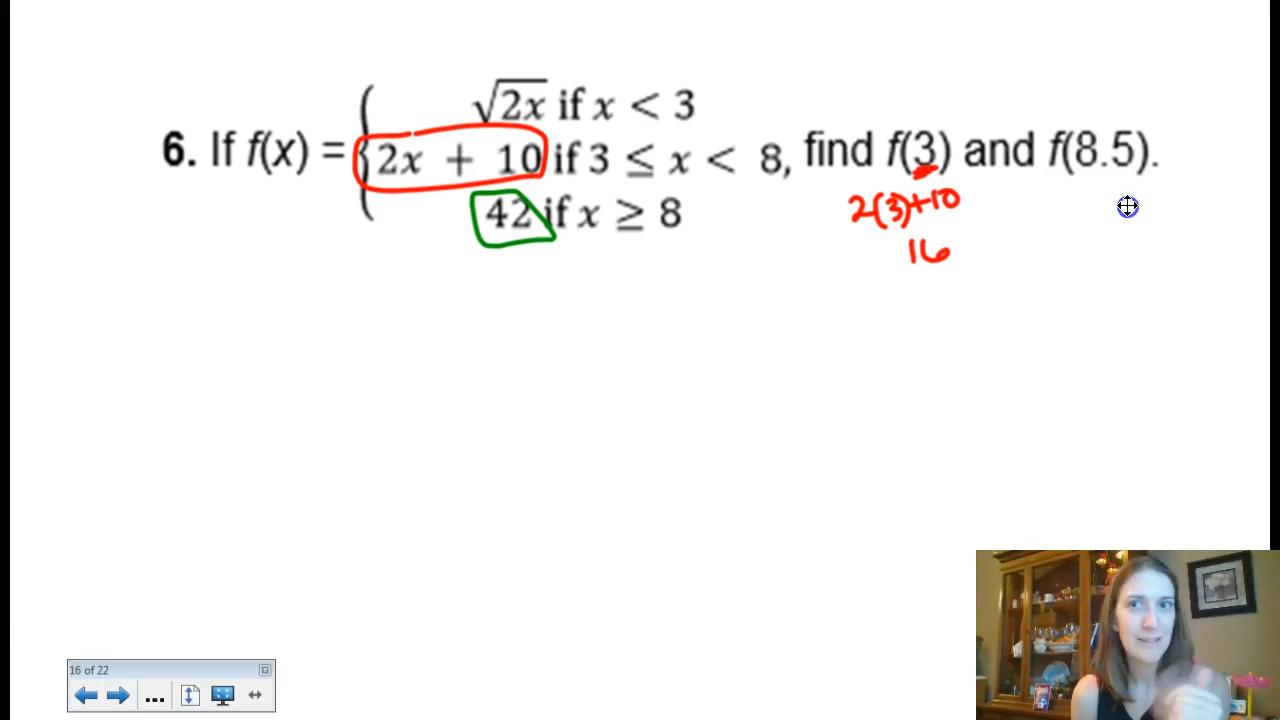 √2x if x < 3
6. If f(x) = { 2x + 10 if 3 ≤ x < 8, find f(3) and f(8.5).
42 if x ≥ 8
2(3)+10
16
16 of 22
...